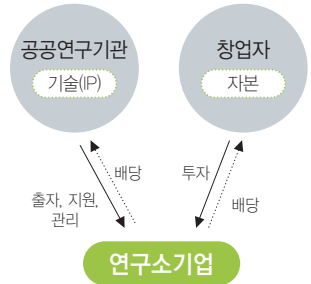 공공연구기관
기술(IP)
창업자
자본
배당
출자, 지원,
관리
투자
배당
연구소기업